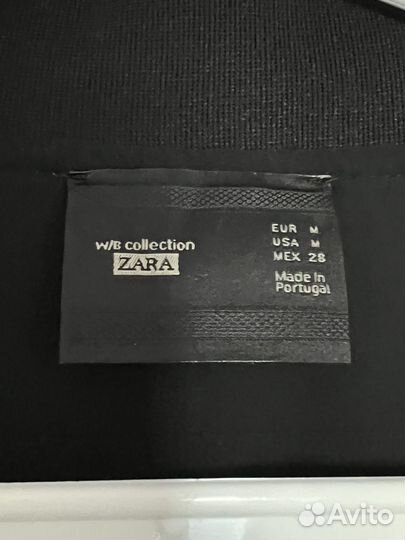 W/B collection
ZARA
EUR M
USA M
MEX 28
Made In
Portugal
Avito